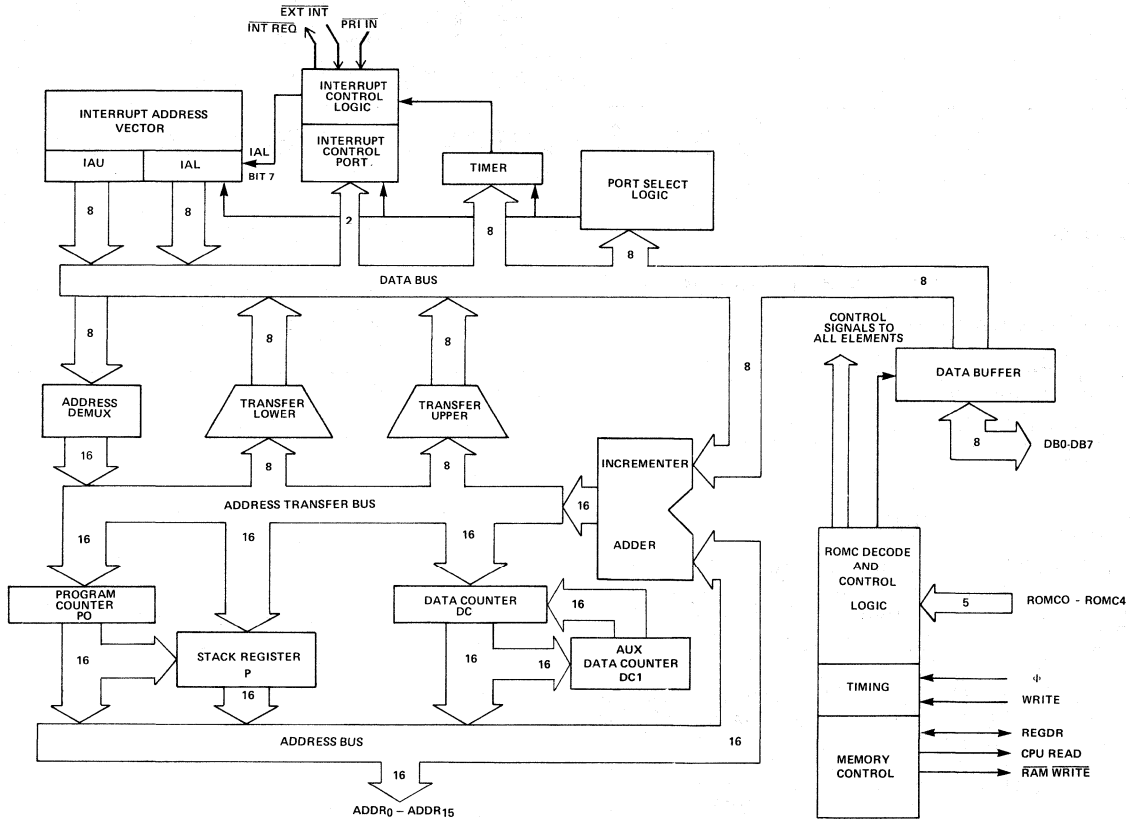 EXT INT
INT REQ
PRI IN
INTERRUPT
CONTROL
LOGIC
INTERRUPT ADDRESS
VECTOR
IAU
IAL
IAL
BIT 7
INTERRUPT
CONTROL
PORT
TIMER
PORT SELECT
LOGIC
8
8
2
8
8
DATA BUS
8
8
8
8
8
CONTROL
SIGNALS TO
ALL ELEMENTS
DATA BUFFER
8
DB0-DB7
ADDRESS
DEMUX
TRANSFER
LOWER
TRANSFER
UPPER
16
8
8
INCREMENTER
ADDER
16
ADDRESS TRANSFER BUS
16
16
16
PROGRAM
COUNTER
PO
DATA COUNTER
DC
16
STACK REGISTER
P
AUX
DATA COUNTER
DC1
16
16
16
16
ADDRESS BUS
16
16
ADDR0 – ADDR15
ROMC DECODE
AND
CONTROL
LOGIC
5
ROMCO - ROMC4
TIMING
Φ
WRITE
MEMORY
CONTROL
REGDR
CPU READ
RAM WRITE